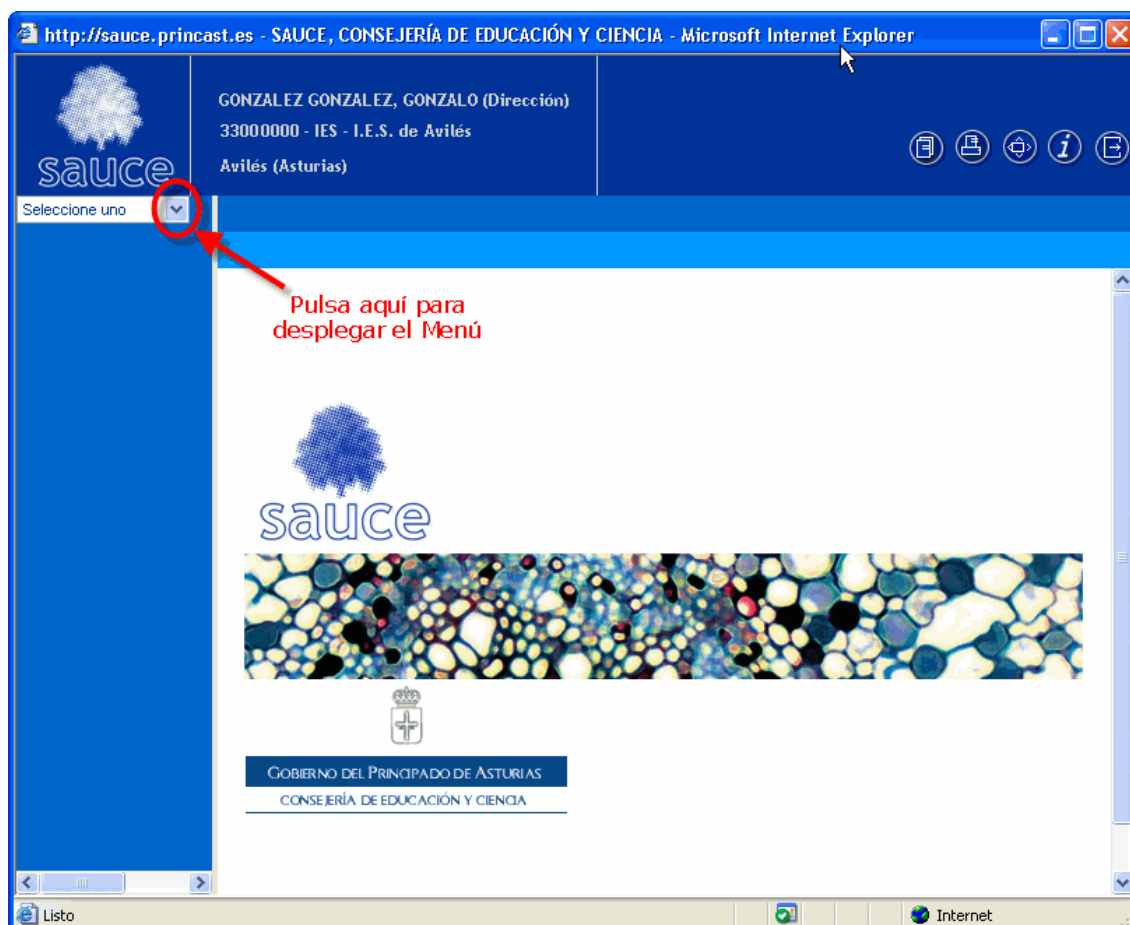 http://sauce.princast.es - SAUCE, CONSEJERÍA DE EDUCACIÓN Y CIENCIA - Microsoft Internet Explorer
sauce
GONZALEZ GONZALEZ, GONZALO (Dirección)
33000000 - IES - I.E.S. de Avilés
Avilés (Asturias)
Seleccione uno
Pulsa aquí para
desplegar el Menú
sauce
GOBIERNO DEL PRINCIPADO DE ASTURIAS
CONSEJERÍA DE EDUCACIÓN Y CIENCIA
Listo
Internet